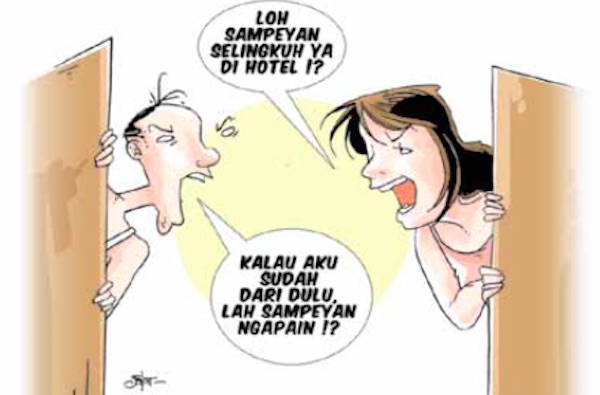 LOH
SAMPEYAN
SELINGKUH YA
DI HOTEL !?
KALAU AKU
SUDAH
DARI DULU,
LAH SAMPEYAN
NGAPAIN !?